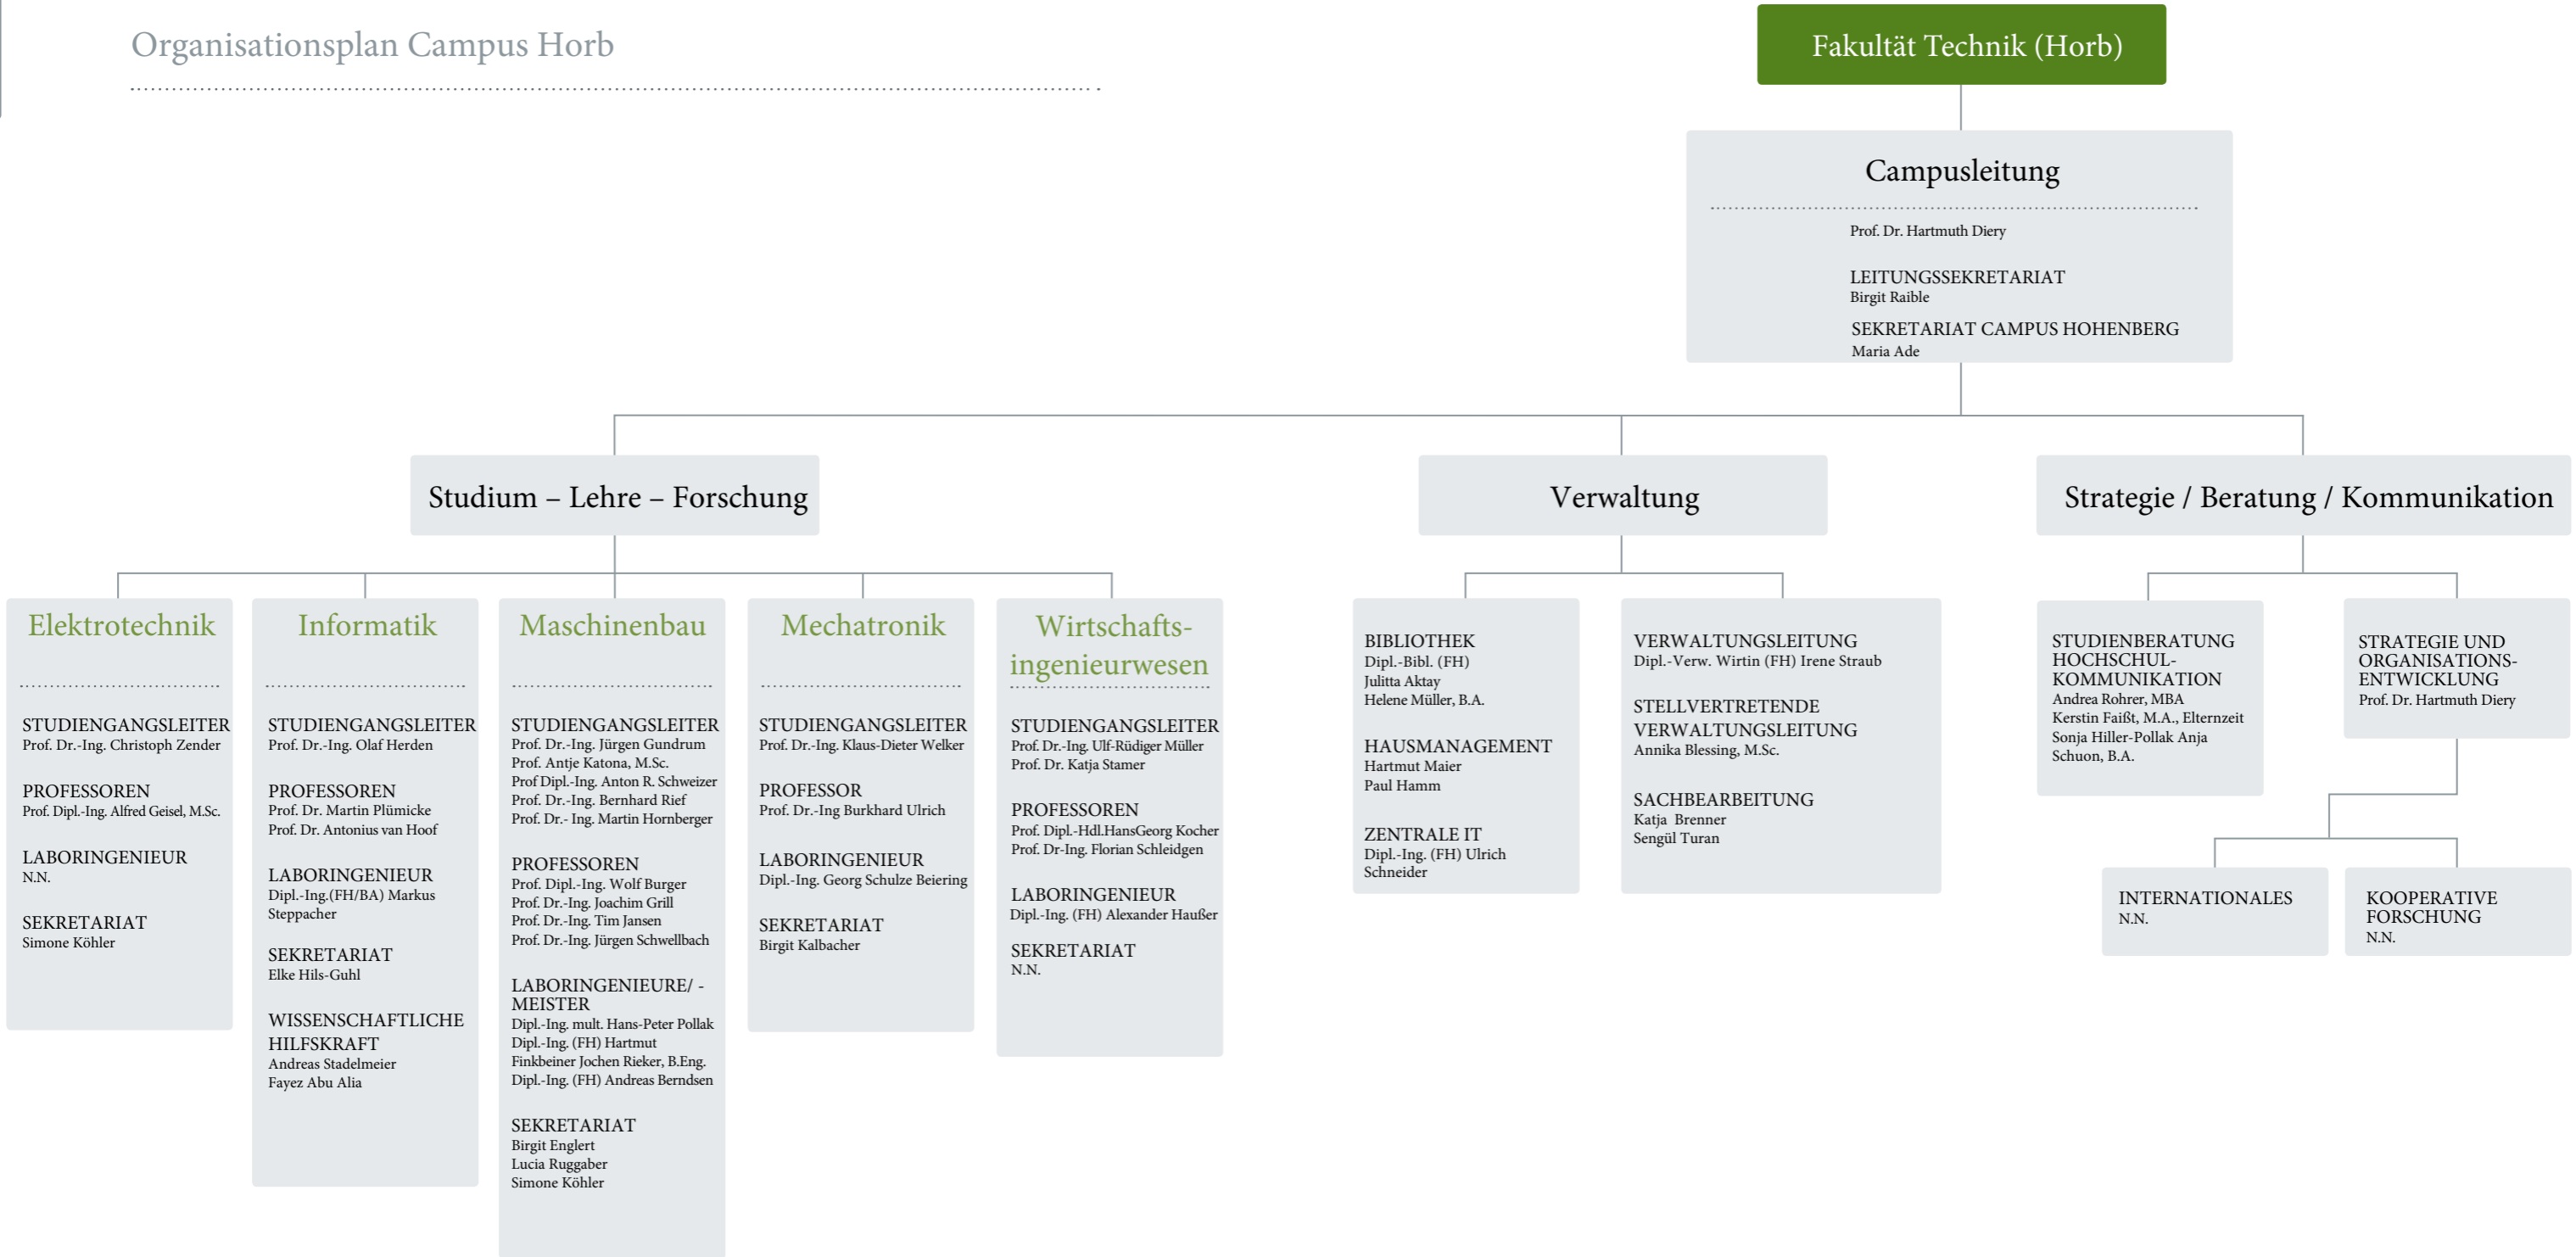 Organisationsplan Campus Horb
Fakultät Technik (Horb)
Campusleitung
Prof. Dr. Hartmuth Diery
LEITUNGSSEKRETARIAT
Birgit Raible
SEKRETARIAT CAMPUS HOHENBERG
Maria Ade
Studium – Lehre – Forschung
Elektrotechnik
STUDIENGANGSLEITER
Prof. Dr.-Ing. Christoph Zender
PROFESSOREN
Prof. Dipl.-Ing. Alfred Geisel, M.Sc.
LABORINGENIEUR
N.N.
SEKRETARIAT
Simone Köhler
Informatik
STUDIENGANGSLEITER
Prof. Dr.-Ing. Olaf Herden
PROFESSOREN
Prof. Dr. Martin Plümicke
Prof. Dr. Antonius van Hoof
LABORINGENIEUR
Dipl.-Ing.(FH/BA) Markus
Steppacher
SEKRETARIAT
Elke Hils-Guhl
WISSENSCHAFTLICHE
HILFSKRAFT
Andreas Stadelmeier
Fayez Abu Alia
Maschinenbau
STUDIENGANGSLEITER
Prof. Dr.-Ing. Jürgen Gundrum
Prof. Antje Katona, M.Sc.
Prof Dipl.-Ing. Anton R. Schweizer
Prof. Dr.-Ing. Bernhard Rief
Prof. Dr.- Ing. Martin Hornberger
PROFESSOREN
Prof. Dipl.-Ing. Wolf Burger
Prof. Dr.-Ing. Joachim Grill
Prof. Dr.-Ing. Tim Jansen
Prof. Dr.-Ing. Jürgen Schwellbach
LABORINGENIEURE/ -
MEISTER
Dipl.-Ing. mult. Hans-Peter Pollak
Dipl.-Ing. (FH) Hartmut
Finkbeiner Jochen Rieker, B.Eng.
Dipl.-Ing. (FH) Andreas Berndsen
SEKRETARIAT
Birgit Englert
Lucia Ruggaber
Simone Köhler
Mechatronik
STUDIENGANGSLEITER
Prof. Dr.-Ing. Klaus-Dieter Welker
PROFESSOR
Prof. Dr.-Ing Burkhard Ulrich
LABORINGENIEUR
Dipl.-Ing. Georg Schulze Beiering
SEKRETARIAT
Birgit Kalbacher
Wirtschafts-
ingenieurwesen
STUDIENGANGSLEITER
Prof. Dr.-Ing. Ulf-Rüdiger Müller
Prof. Dr. Katja Stamer
PROFESSOREN
Prof. Dipl.-Hdl.HansGeorg Kocher
Prof. Dr-Ing. Florian Schleidgen
LABORINGENIEUR
Dipl.-Ing. (FH) Alexander Haußer
SEKRETARIAT
N.N.
Verwaltung
BIBLIOTHEK
Dipl.-Bibl. (FH)
Julitta Aktay
Helene Müller, B.A.
HAUSMANAGEMENT
Hartmut Maier
Paul Hamm
ZENTRALE IT
Dipl.-Ing. (FH) Ulrich
Schneider
VERWALTUNGSLEITUNG
Dipl.-Verw. Wirtin (FH) Irene Straub
STELLVERTRETENDE
VERWALTUNGSLEITUNG
Annika Blessing, M.Sc.
SACHBEARBEITUNG
Katja Brenner
Sengül Turan
Strategie / Beratung / Kommunikation
STUDIENBERATUNG
HOCHSCHUL-
KOMMUNIKATION
Andrea Rohrer, MBA
Kerstin Faißt, M.A., Elternzeit
Sonja Hiller-Pollak Anja
Schuon, B.A.
STRATEGIE UND
ORGANISATIONS-
ENTWICKLUNG
Prof. Dr. Hartmuth Diery
INTERNATIONALES
N.N.
KOOPERATIVE
FORSCHUNG
N.N.